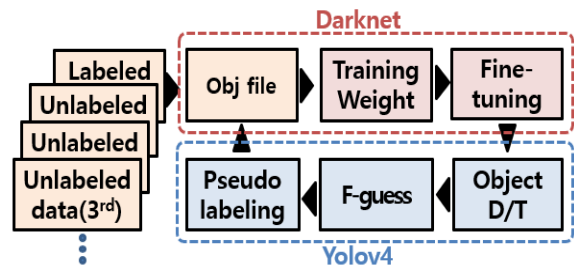 Darknet
Labeled
Unlabeled
Unlabeled
Unlabeled
data(3rd)
Obj file
Training
Weight
Fine-
tuning
Pseudo
labeling
F-guess
Object
D/T
Yolov4